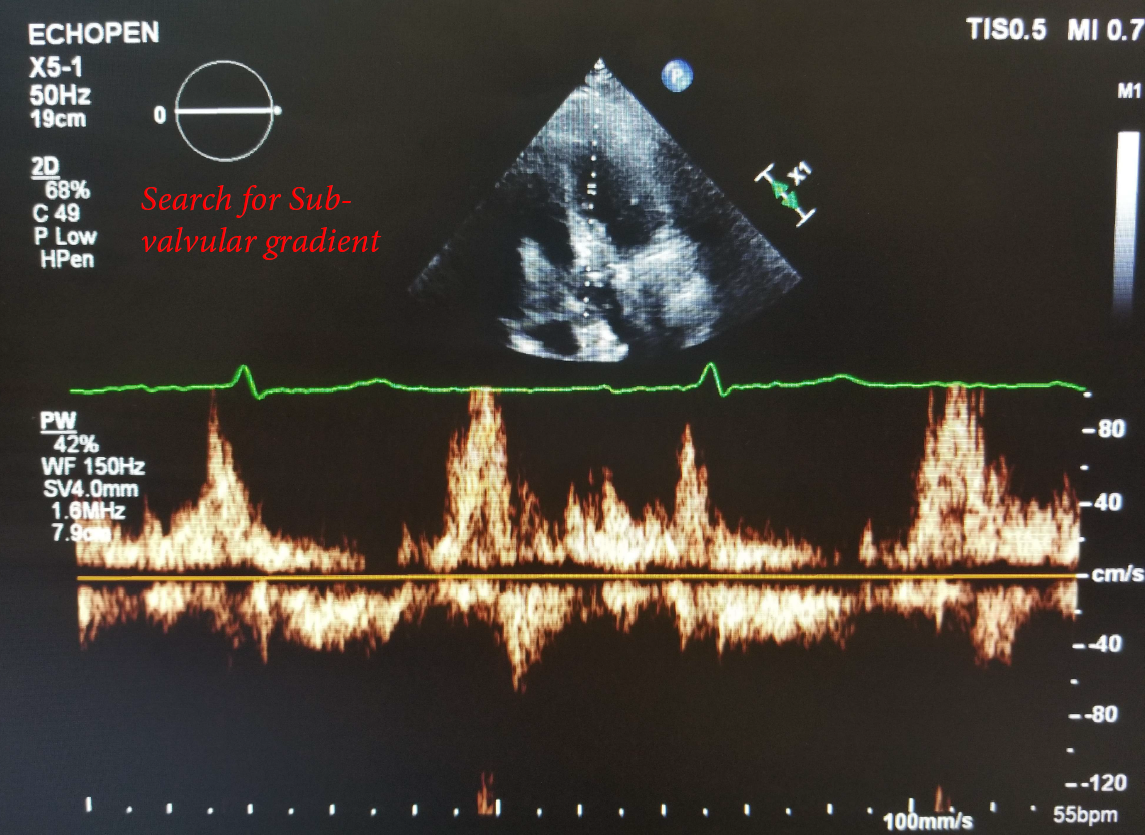 ECHOPEN
X5-1
50Hz
19cm
0
2D
68%
C 49
P Low
HPen
Search for Sub-
valvular gradient
TIS0.5 MI 0.7
M1
P
X1
PW
42%
WF 150Hz
SV4.0mm
1.6MHz
7.9cm
80
40
cm/s
-40
-80
-120
100mm/s
55bpm